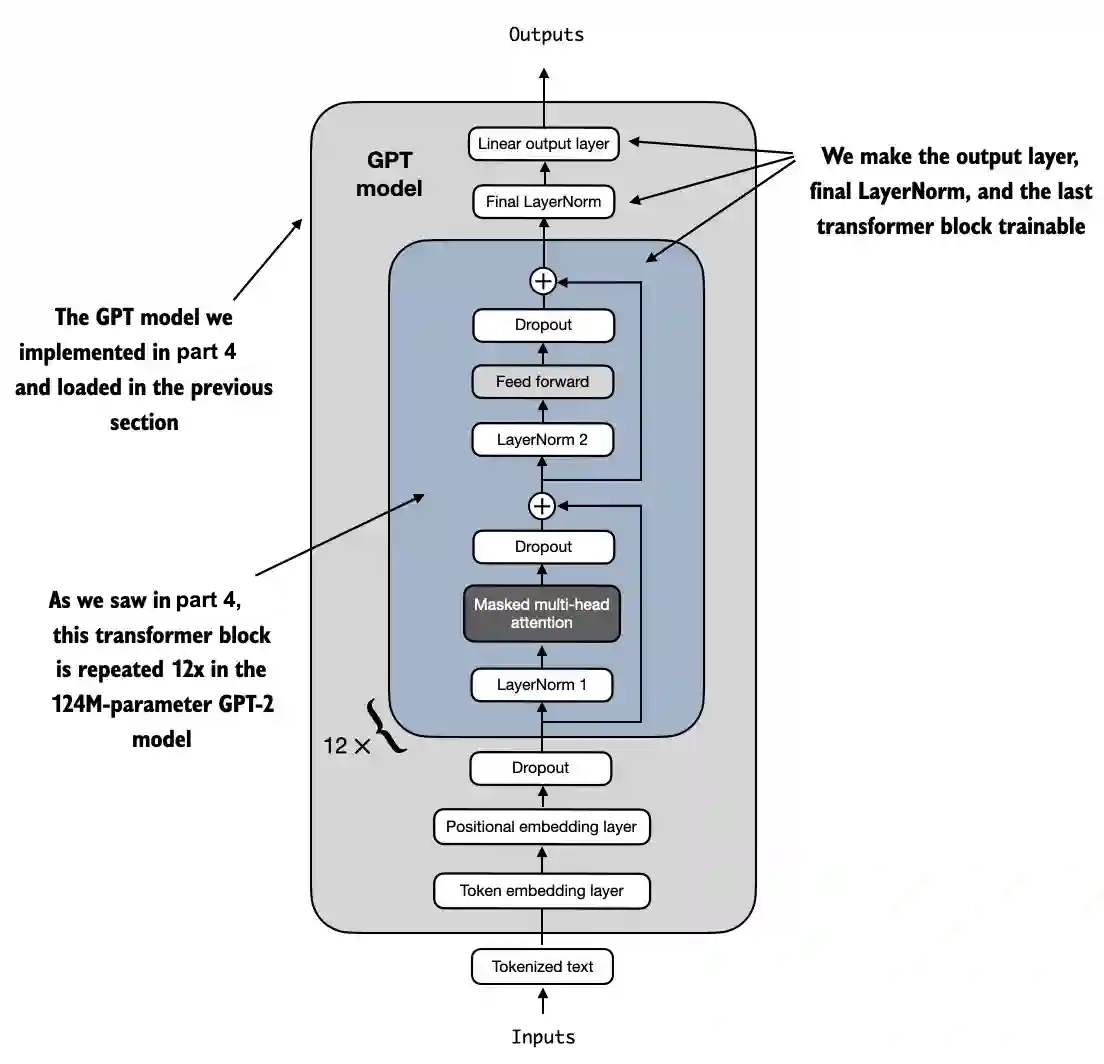 Outputs
Linear output layer
GPT
model
Final LayerNorm
We make the output layer,
final LayerNorm, and the last
transformer block trainable
+
Dropout
The GPT model we
implemented in part 4
and loaded in the previous
section
Feed forward
LayerNorm 2
+
Dropout
As we saw in part 4,
this transformer block
is repeated 12x in the
124M-parameter GPT-2
model
Masked multi-head
attention
LayerNorm 1
12 ×
Dropout
Positional embedding layer
Token embedding layer
Tokenized text
Inputs